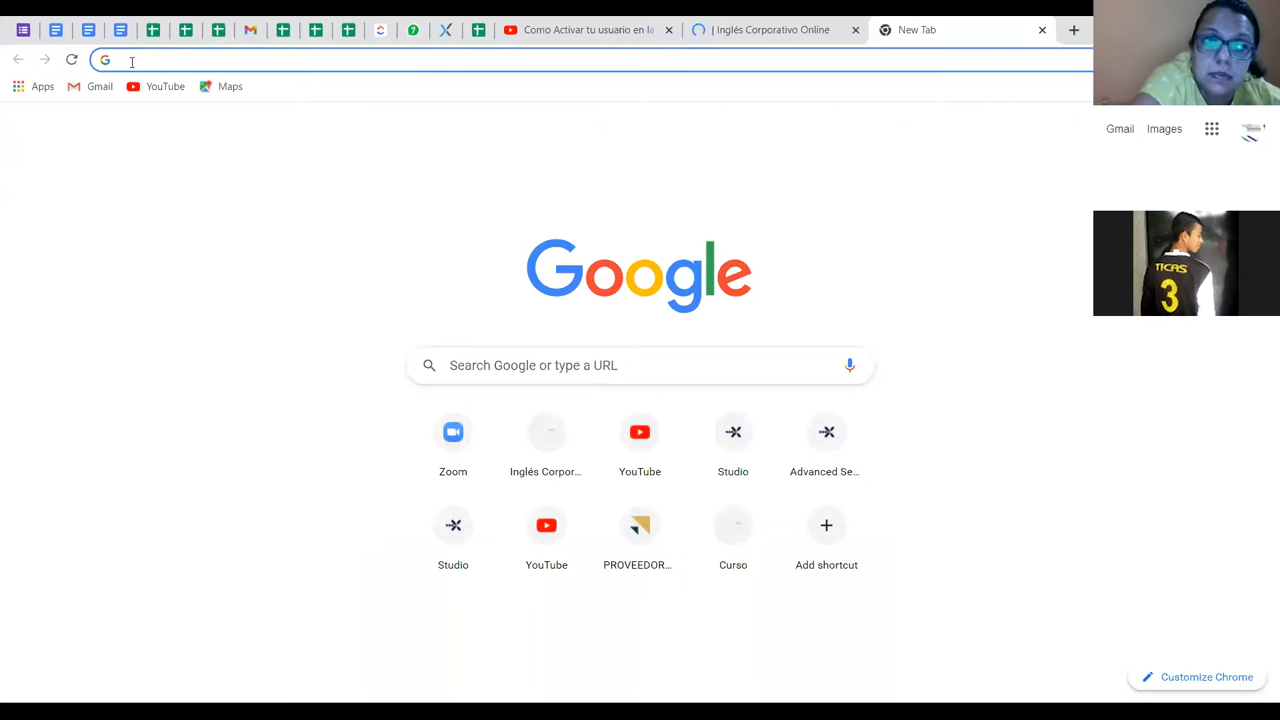 Como Activar tu usuario en la
| Inglés Corporativo Online
New Tab
Apps
Gmail
YouTube
Maps
Gmail
Images
TICAS
3
Google
Search Google or type a URL
Zoom
Inglés Corpor...
YouTube
Studio
Advanced Se...
Studio
YouTube
PROVEEDOR...
Curso
Add shortcut
Customize Chrome